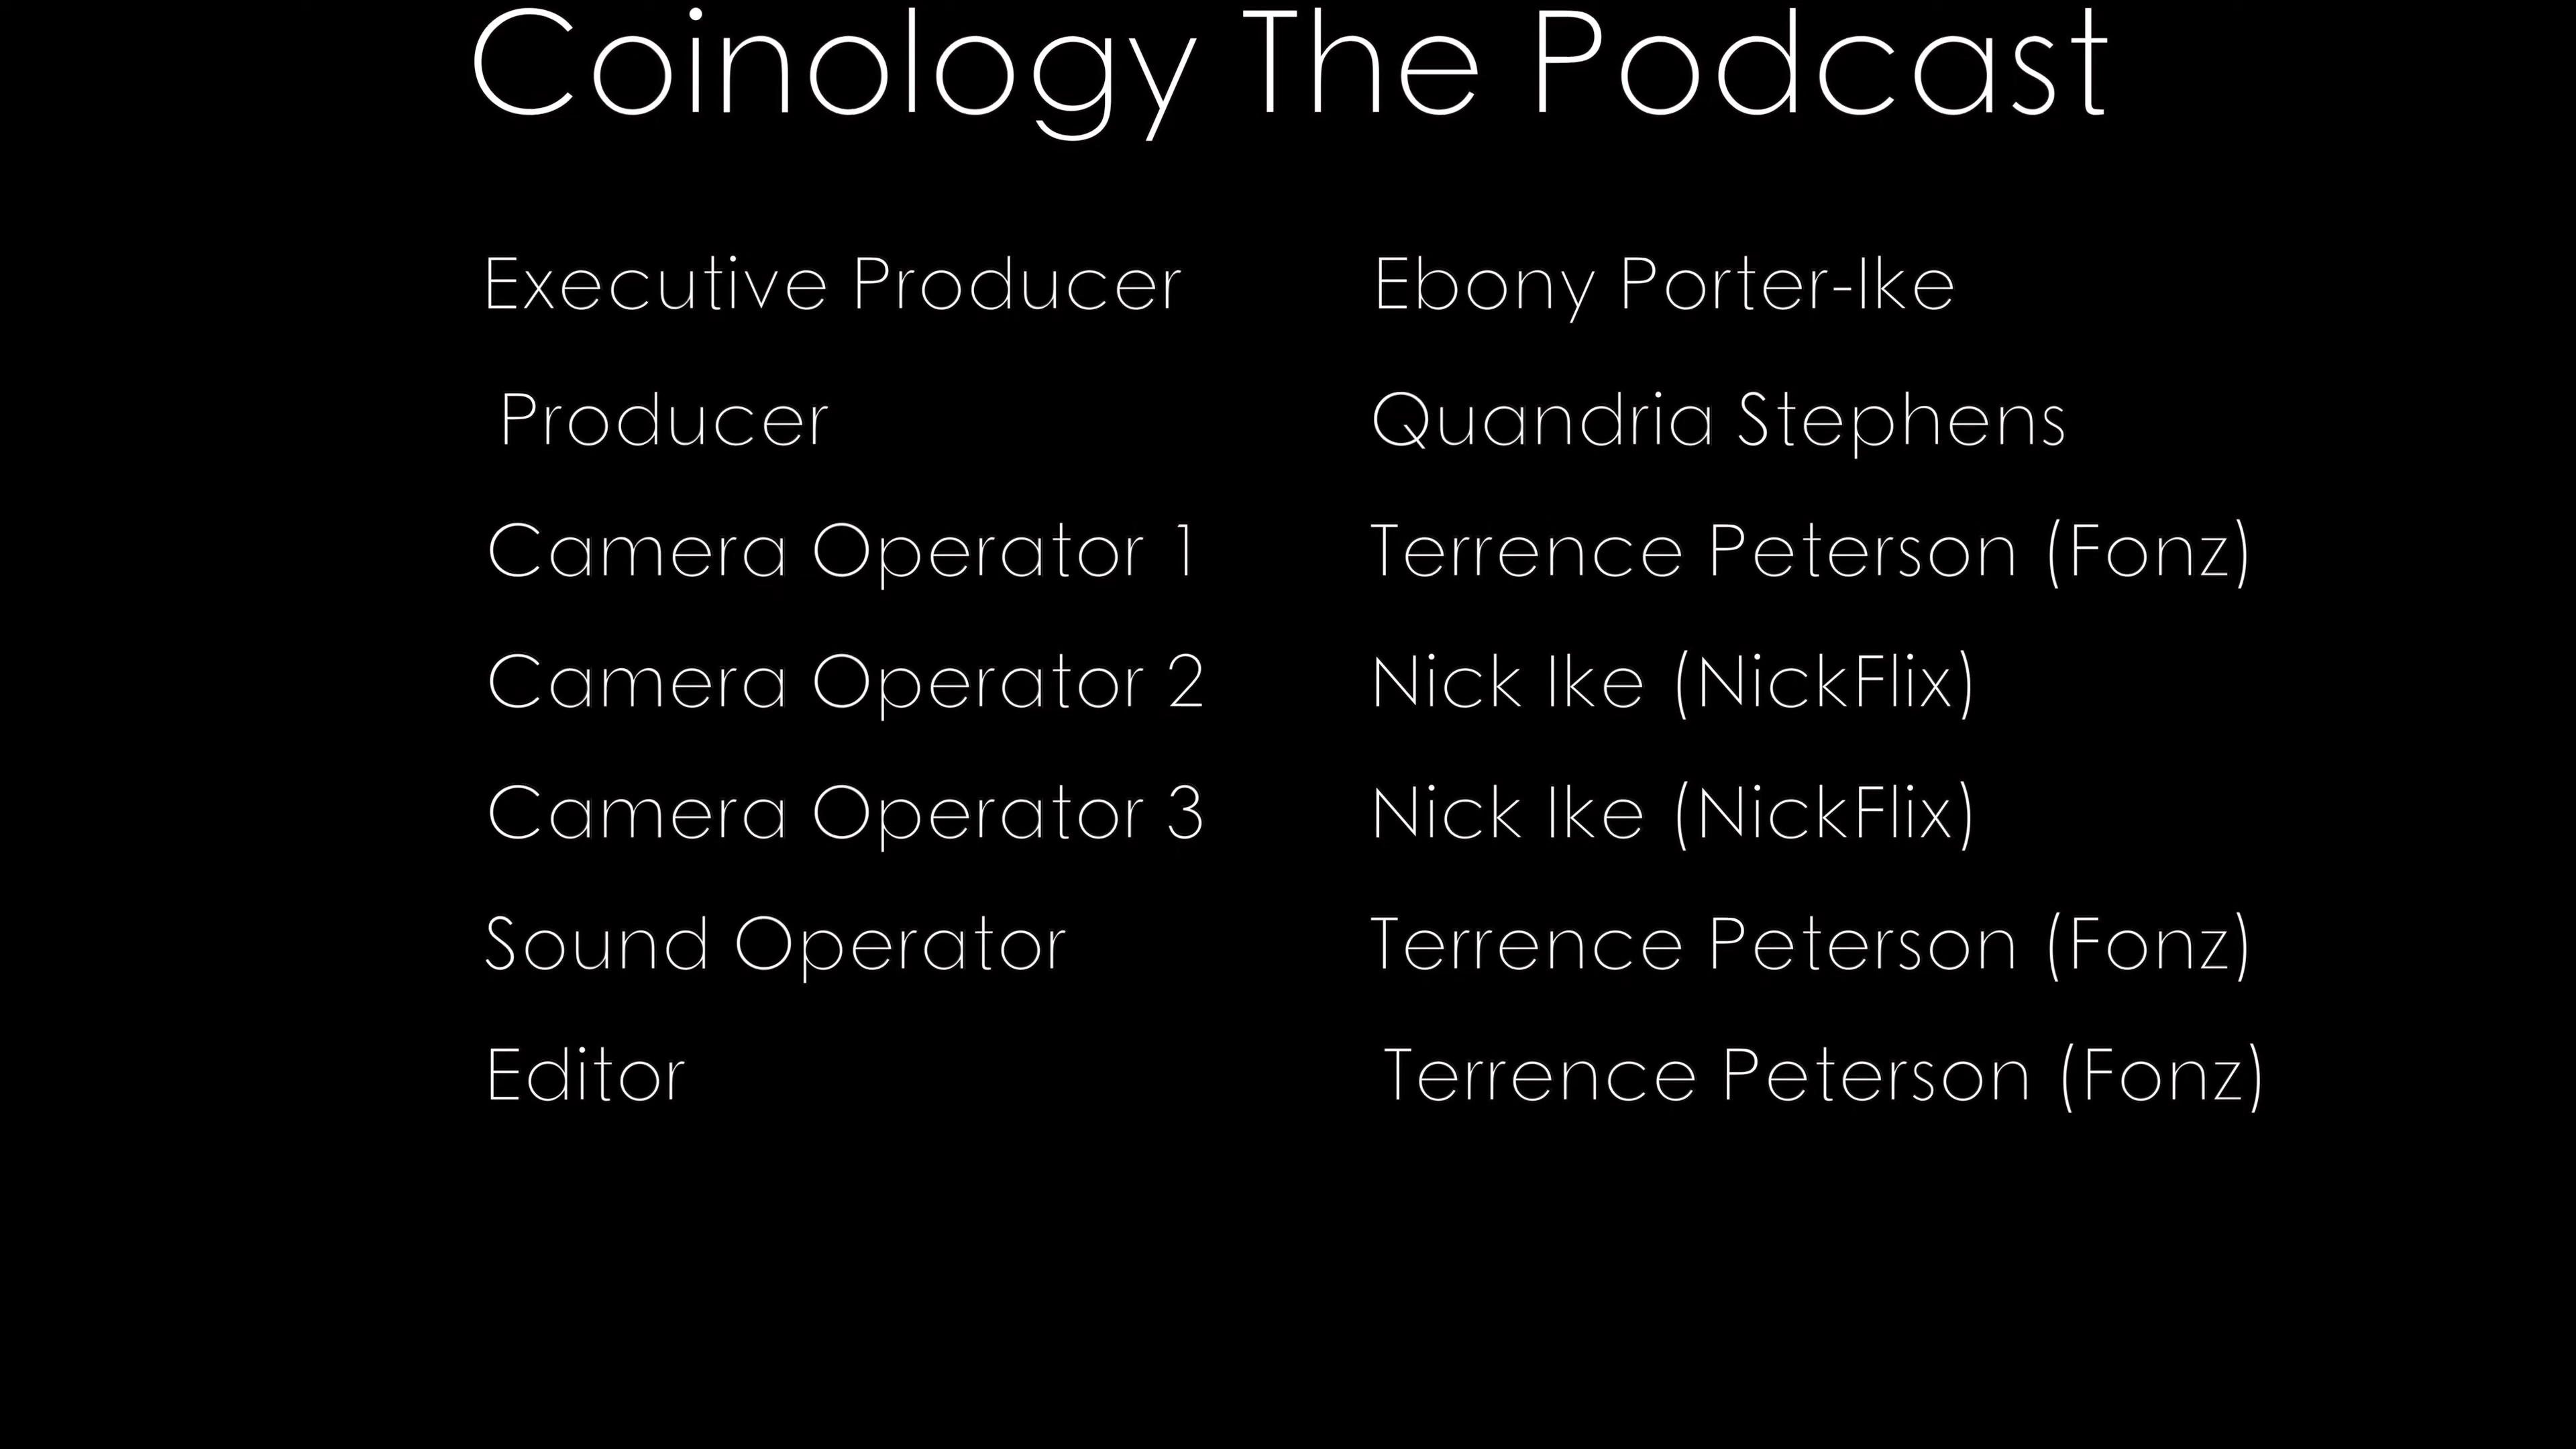 Coinology The Podcast
Executive Producer Ebony Porter-Ike
Producer Quandria Stephens
Camera Operator 1 Terrence Peterson (Fonz)
Camera Operator 2 Nick Ike (NickFlix)
Camera Operator 3 Nick Ike (NickFlix)
Sound Operator Terrence Peterson (Fonz)
Editor Terrence Peterson (Fonz)